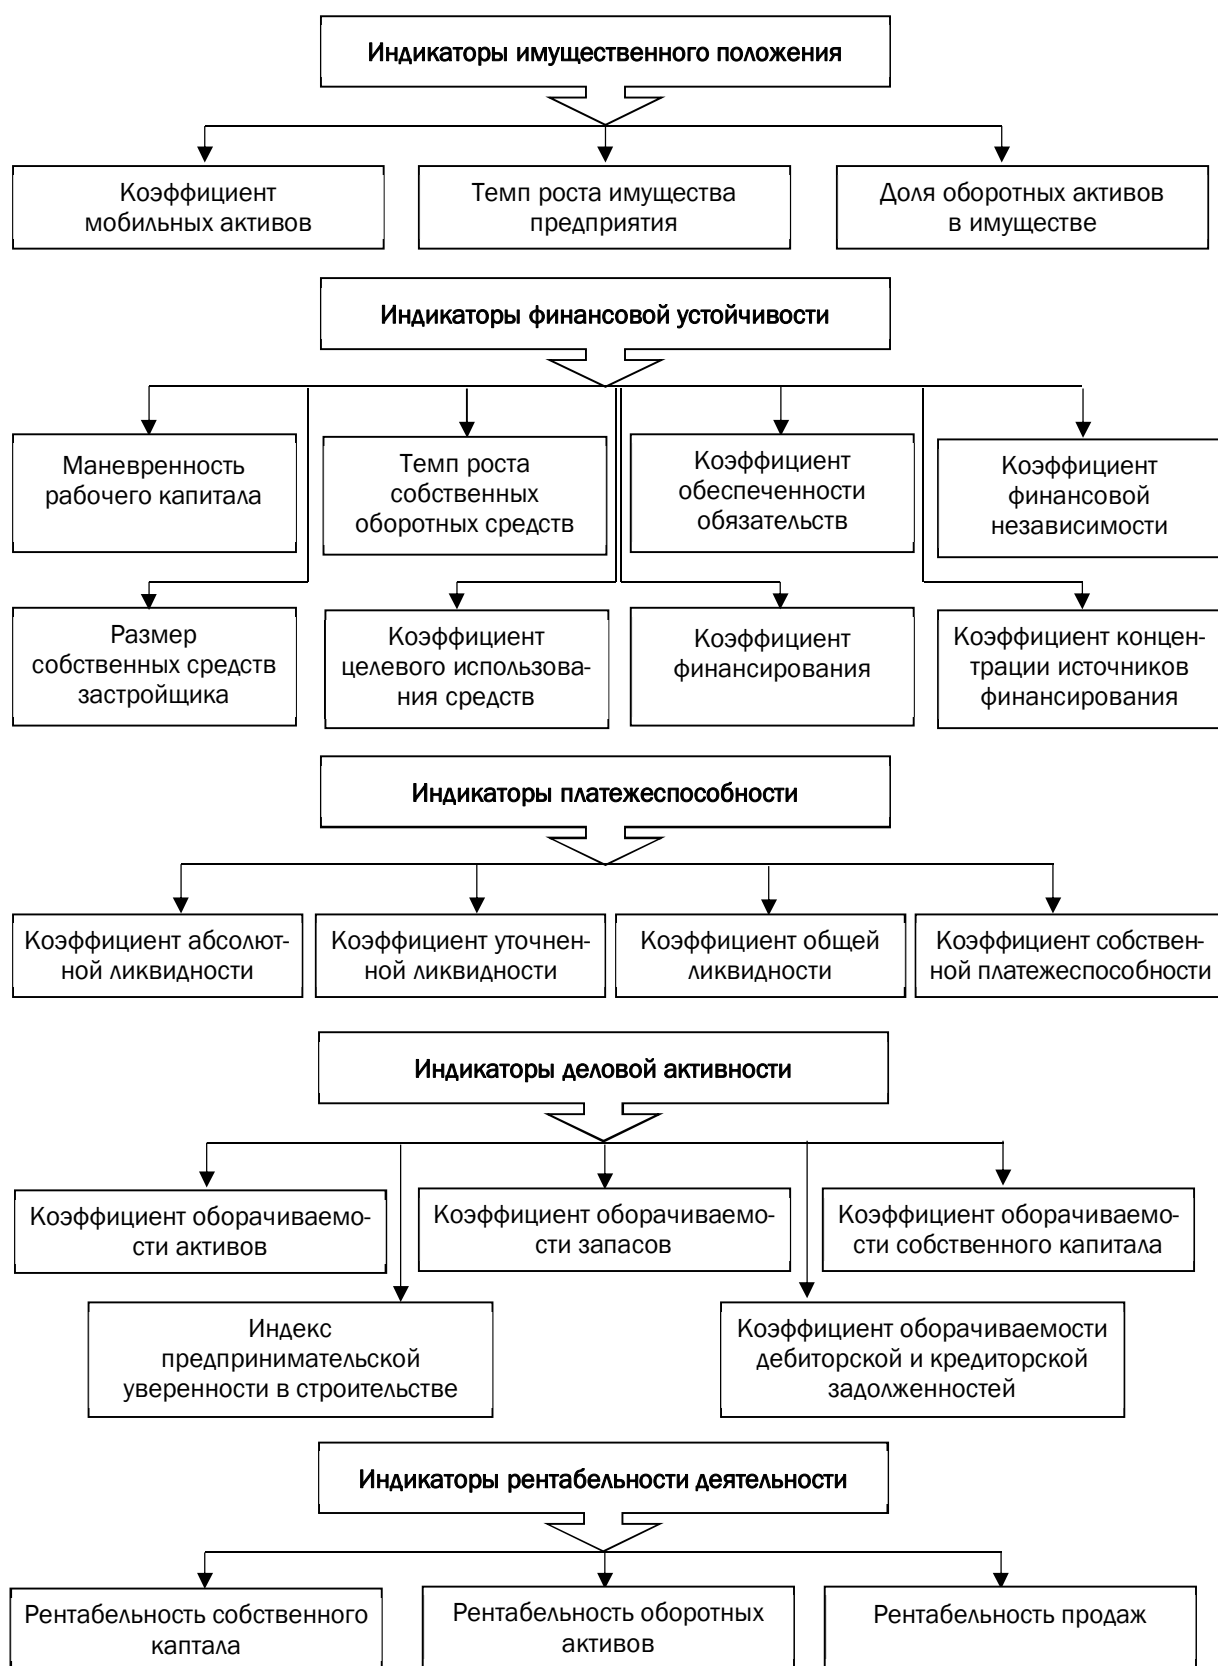 Индикаторы имущественного положения
Коэффициент
мобильных активов
Темп роста имущества
предприятия
Доля оборотных активов
в имуществе
Индикаторы финансовой устойчивости
Маневренность
рабочего капитала
Темп роста
собственных
оборотных средств
Коэффициент
обеспеченности
обязательств
Коэффициент
финансовой
независимости
Размер
собственных средств
застройщика
Коэффициент
целевого использова-
ния средств
Коэффициент
финансирования
Коэффициент концен-
трации источников
финансирования
Индикаторы платежеспособности
Коэффициент абсолют-
ной ликвидности
Коэффициент уточнен-
ной ликвидности
Коэффициент общей
ликвидности
Коэффициент собствен-
ной платежеспособности
Индикаторы деловой активности
Коэффициент оборачиваемо-
сти активов
Коэффициент оборачиваемо-
сти запасов
Коэффициент оборачиваемо-
сти собственного капитала
Индекс
предпринимательской
уверенности в строительстве
Коэффициент оборачиваемости
дебиторской и кредиторской
задолженностей
Индикаторы рентабельности деятельности
Рентабельность собственного
каптала
Рентабельность оборотных
активов
Рентабельность продаж